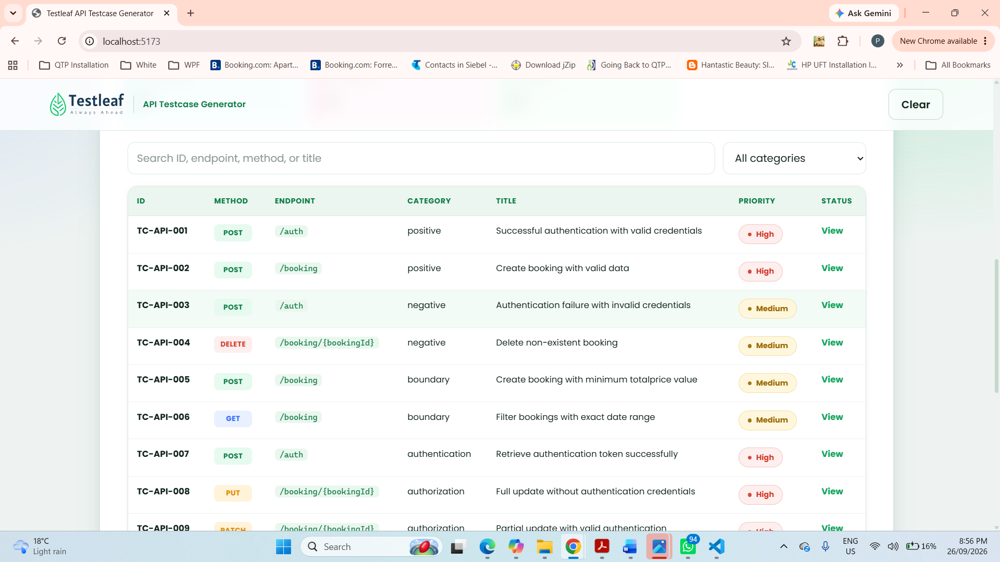 Testleaf API Testcase Generator
Ask Gemini
localhost:5173
P
New Chrome available
QTP Installation
White
WPF
Booking.com: Apart...
Booking.com: Forre...
Contacts in Siebel -...
Download jZip
Going Back to QTP...
Hantastic Beauty: SI...
HP UFT Installation I...
All Bookmarks
Testleaf
Always Ahead
API Testcase Generator
Clear
Search ID, endpoint, method, or title
All categories
ID METHOD ENDPOINT CATEGORY TITLE PRIORITY STATUS
TC-API-001 POST /auth positive Successful authentication with valid credentials High View
TC-API-002 POST /booking positive Create booking with valid data High View
TC-API-003 POST /auth negative Authentication failure with invalid credentials Medium View
TC-API-004 DELETE /booking/{bookingId} negative Delete non-existent booking Medium View
TC-API-005 POST /booking boundary Create booking with minimum totalprice value Medium View
TC-API-006 GET /booking boundary Filter bookings with exact date range Medium View
TC-API-007 POST /auth authentication Retrieve authentication token successfully High View
TC-API-008 PUT /booking/{bookingId} authorization Full update without authentication credentials High View
TC-API-009 PATCH /booking/{bookingId} authorization Partial update with valid authentication High View
18°C
Light rain
Search
94
ENG
US
16%
8:56 PM
26/09/2026